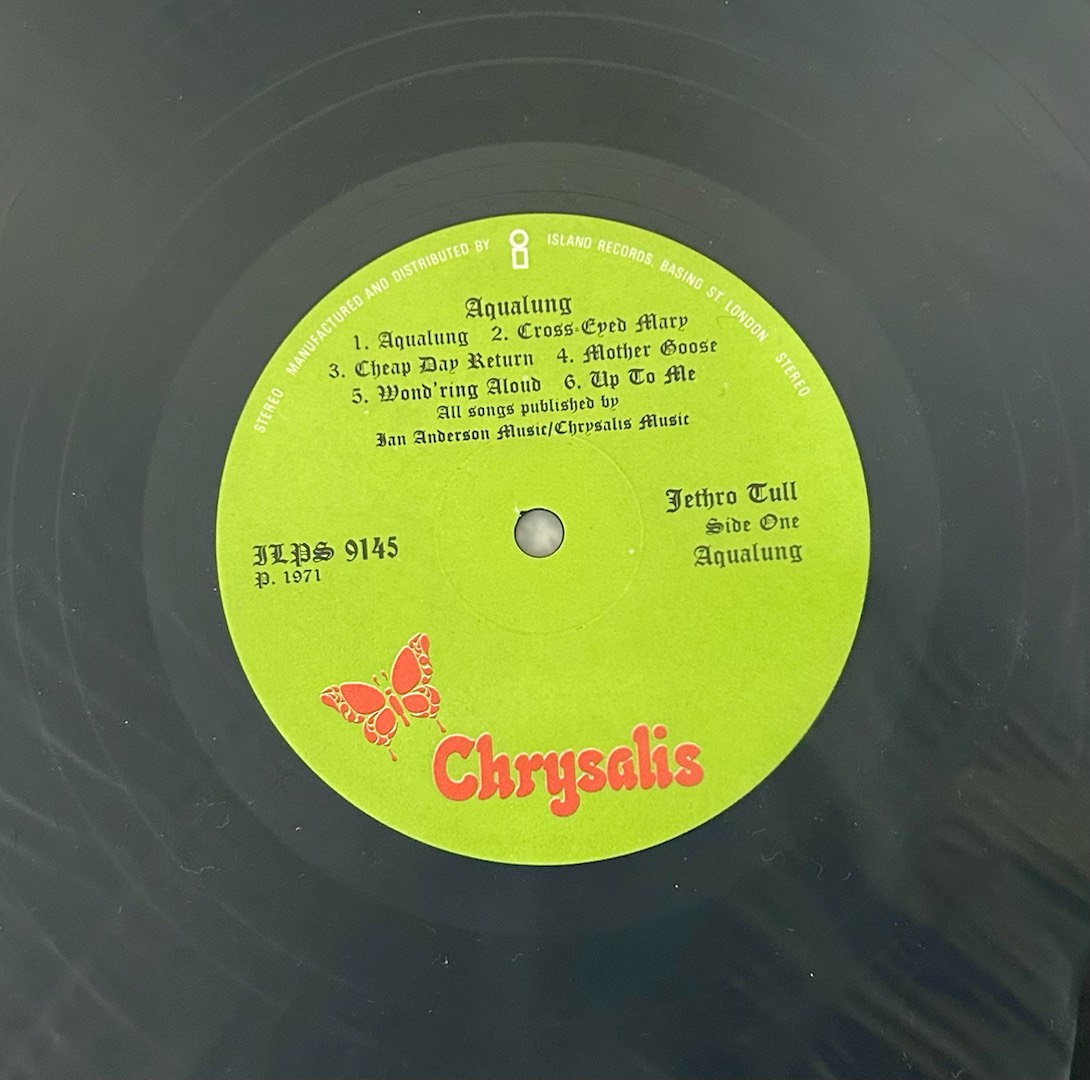 STEREO MANUFACTURED AND DISTRIBUTED BY ISLAND RECORDS, BASING ST. LONDON STEREO
Aqualung
1. Aqualung 2. Cross-Eyed Mary
3. Cheap Day Return 4. Mother Goose
5. Wond'ring Aloud 6. Up To Me
All songs published by
Ian Anderson Music/Chrysalis Music
Jethro Tull
Side One
Aqualung
ILPS 9145
P. 1971
Chrysalis